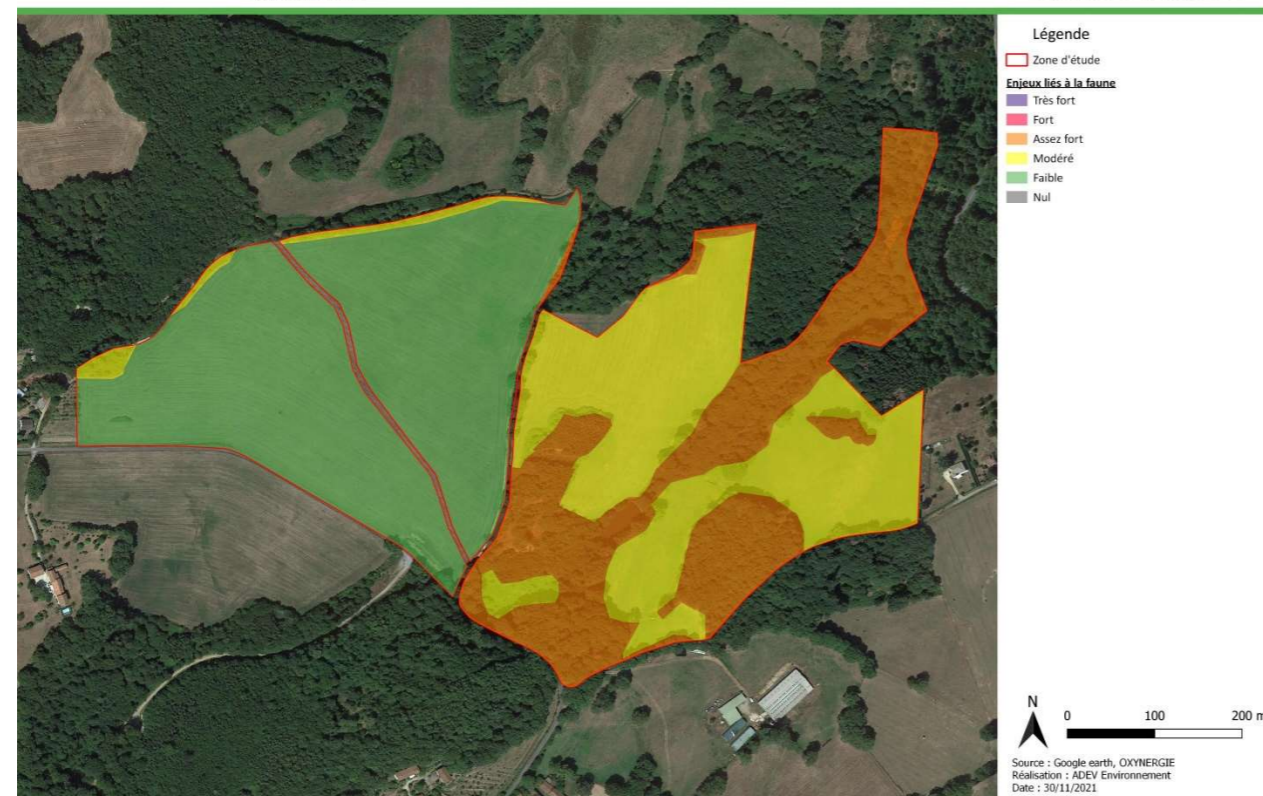 Légende
Zone d'étude
Enjeux liés à la faune
Très fort
Fort
Assez fort
Modéré
Faible
Nul
N
0 100 200 m
Source : Google earth, OXYNERGIE
Réalisation : ADEV Environnement
Date : 30/11/2021